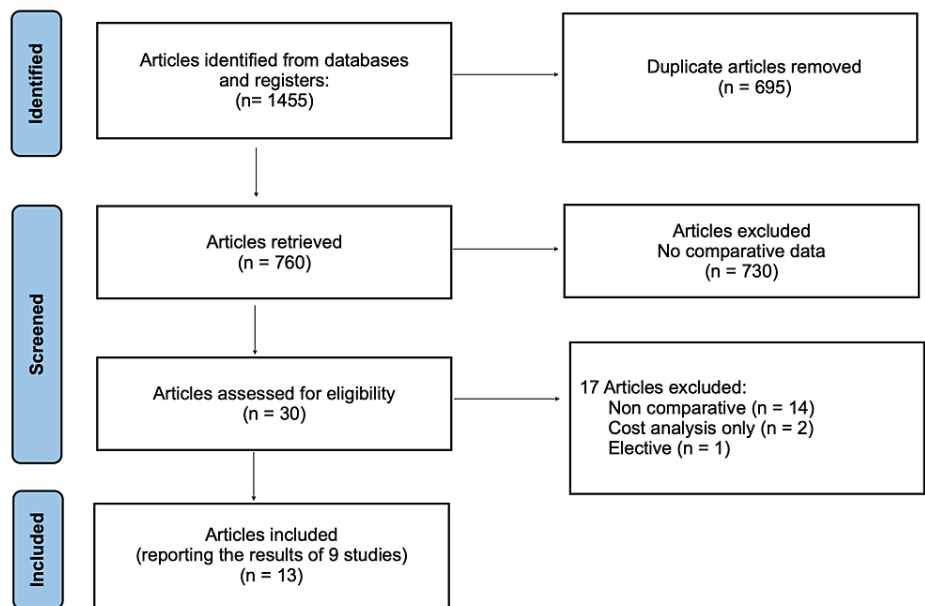 Identified
Articles identified from databases
and registers:
(n= 1455)
Duplicate articles removed
(n = 695)
Screened
Articles retrieved
(n = 760)
Articles excluded
No comparative data
(n = 730)
Articles assessed for eligibility
(n = 30)
17 Articles excluded:
Non comparative (n = 14)
Cost analysis only (n = 2)
Elective (n = 1)
Included
Articles included
(reporting the results of 9 studies)
(n = 13)